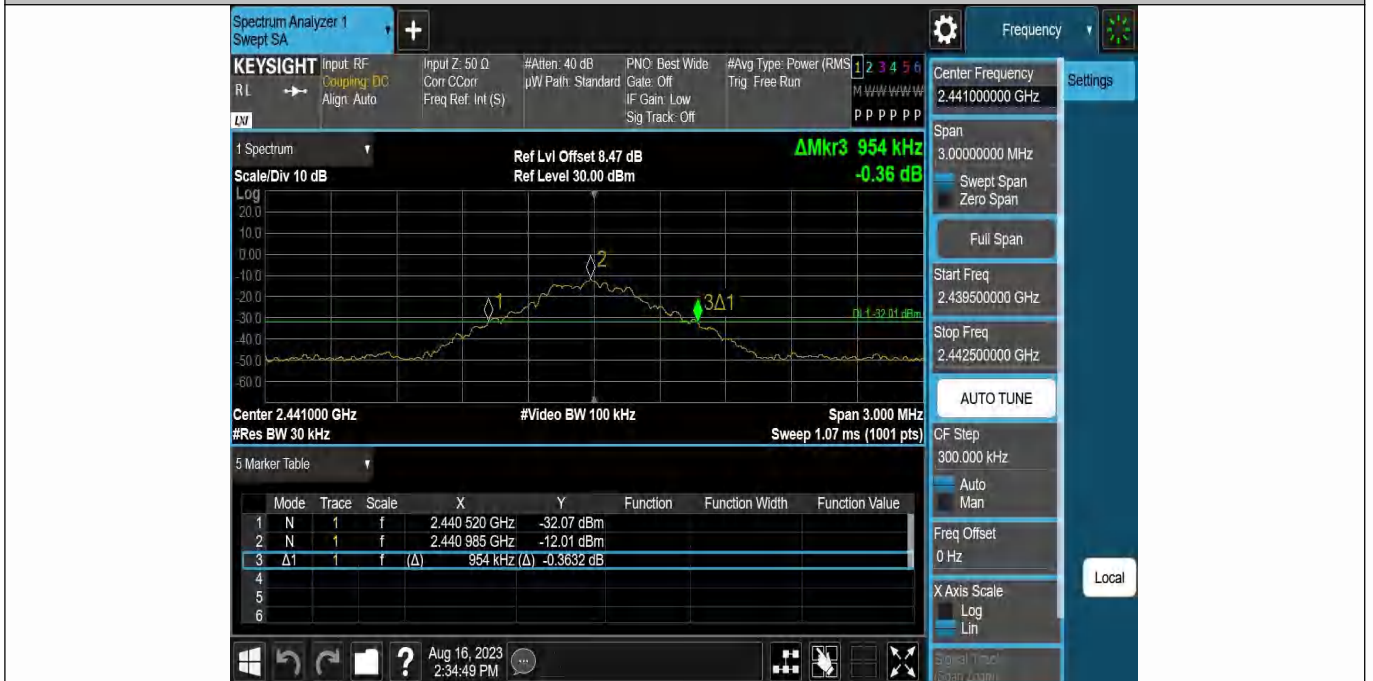 Spectrum Analyzer 1
Swept SA
+
Frequency
KEYSIGHT
RL
LXI
Input: RF
Coupling: DC
Align: Auto
Input Z: 50 Ω
Corr CCorr
Freq Ref: Int (S)
#Atten: 40 dB
µW Path: Standard
PNO: Best Wide
Gate: Off
IF Gain: Low
Sig Track: Off
#Avg Type: Power (RMS
Trig: Free Run
1 2 3 4 5 6
M W W W W W
P P P P P P
1 Spectrum
Scale/Div 10 dB
Ref Lvl Offset 8.47 dB
Ref Level 30.00 dBm
ΔMkr3 954 kHz
-0.36 dB
Log
20.0
10.0
0.00
-10.0
-20.0
-30.0
-40.0
-50.0
-60.0
1
2
3Δ1
DL1 -32.01 dBm
Center 2.441000 GHz
#Video BW 100 kHz
Span 3.000 MHz
#Res BW 30 kHz
Sweep 1.07 ms (1001 pts)
5 Marker Table
Mode Trace Scale X Y Function Function Width Function Value
1 N 1 f 2.440 520 GHz -32.07 dBm
2 N 1 f 2.440 985 GHz -12.01 dBm
3 Δ1 1 f (Δ) 954 kHz (Δ) -0.3632 dB
4
5
6
?
Aug 16, 2023
2:34:49 PM
Center Frequency
2.441000000 GHz
Settings
Span
3.00000000 MHz
Swept Span
Zero Span
Full Span
Start Freq
2.439500000 GHz
Stop Freq
2.442500000 GHz
AUTO TUNE
CF Step
300.000 kHz
Auto
Man
Freq Offset
0 Hz
X Axis Scale
Log
Lin
Local
Signal Track
(Span Zoom)